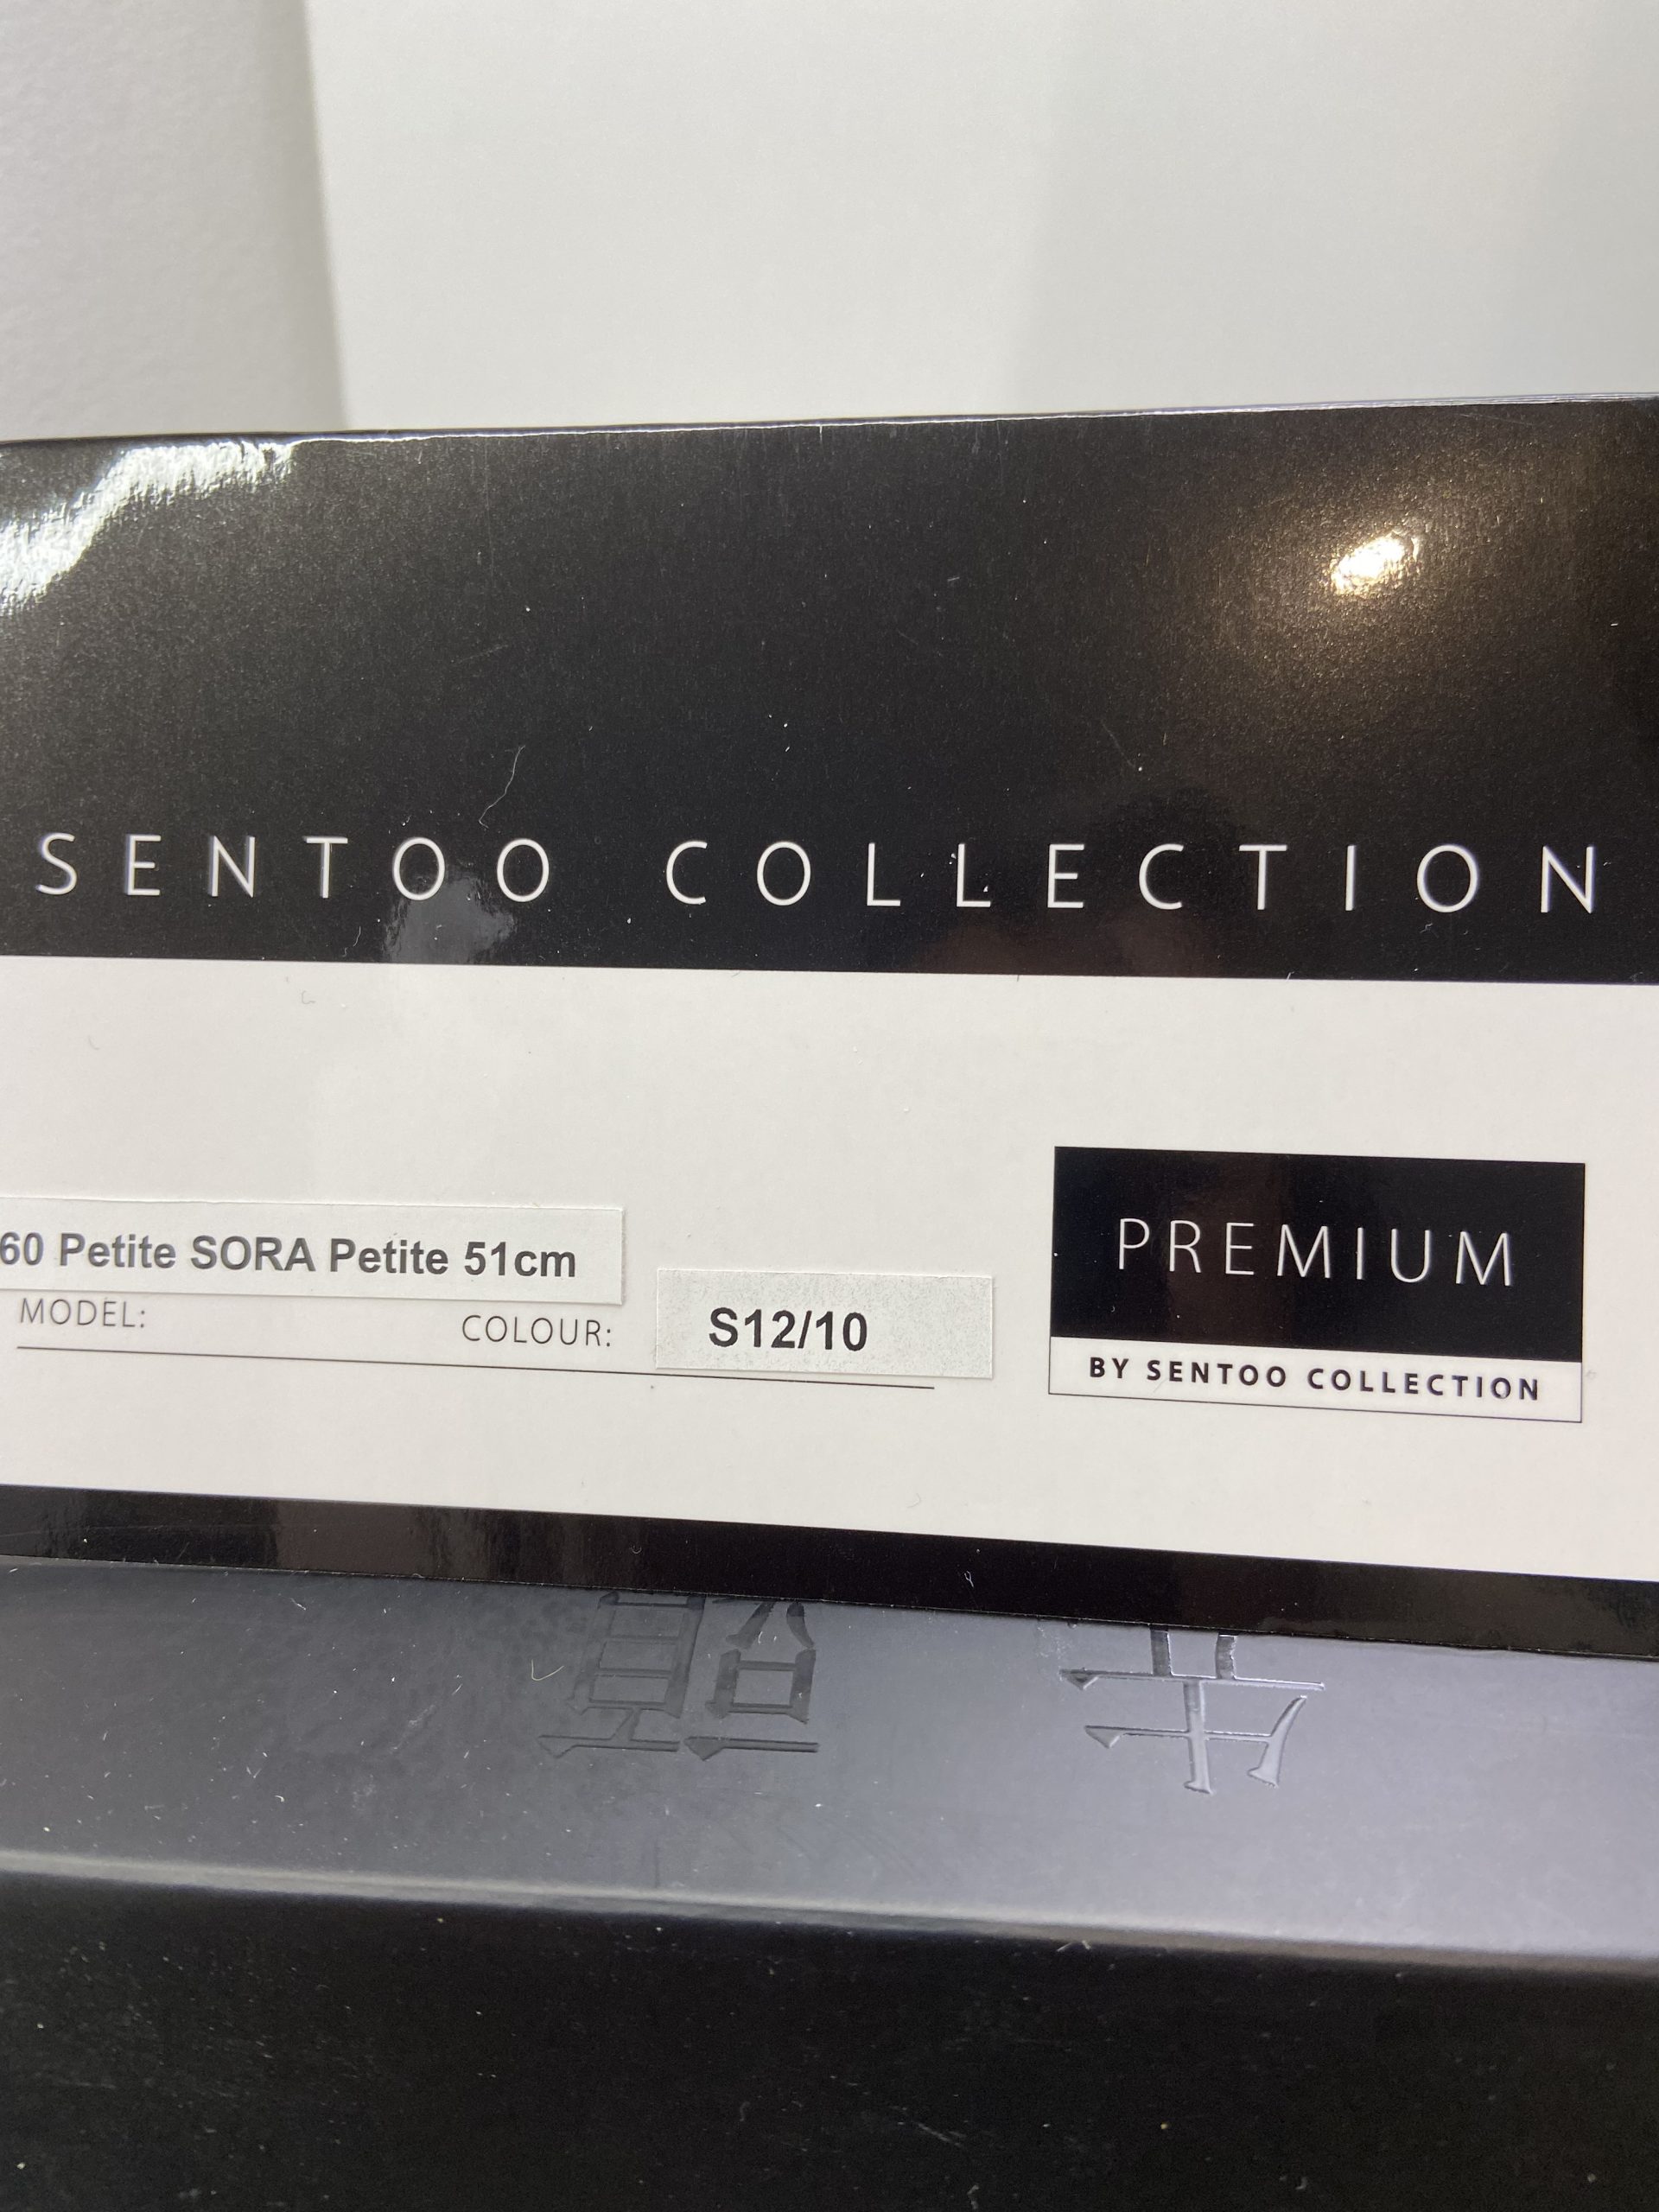 SENTOO COLLECTION
60 Petite SORA Petite 51cm
MODEL:
COLOUR: S12/10
PREMIUM
BY SENTOO COLLECTION